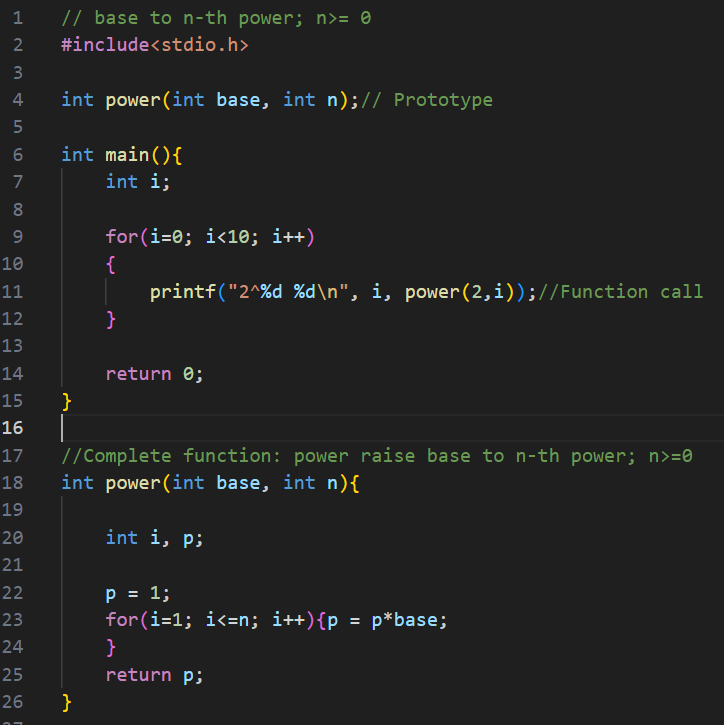 1 // base to n-th power; n>= 0
2 #include<stdio.h>
3
4 int power(int base, int n);// Prototype
5
6 int main(){
7     int i;
8
9     for(i=0; i<10; i++)
10     {
11         printf("2^%d %d\n", i, power(2,i));//Function call
12     }
13
14     return 0;
15 }
16
17 //Complete function: power raise base to n-th power; n>=0
18 int power(int base, int n){
19
20     int i, p;
21
22     p = 1;
23     for(i=1; i<=n; i++){p = p*base;
24     }
25     return p;
26 }